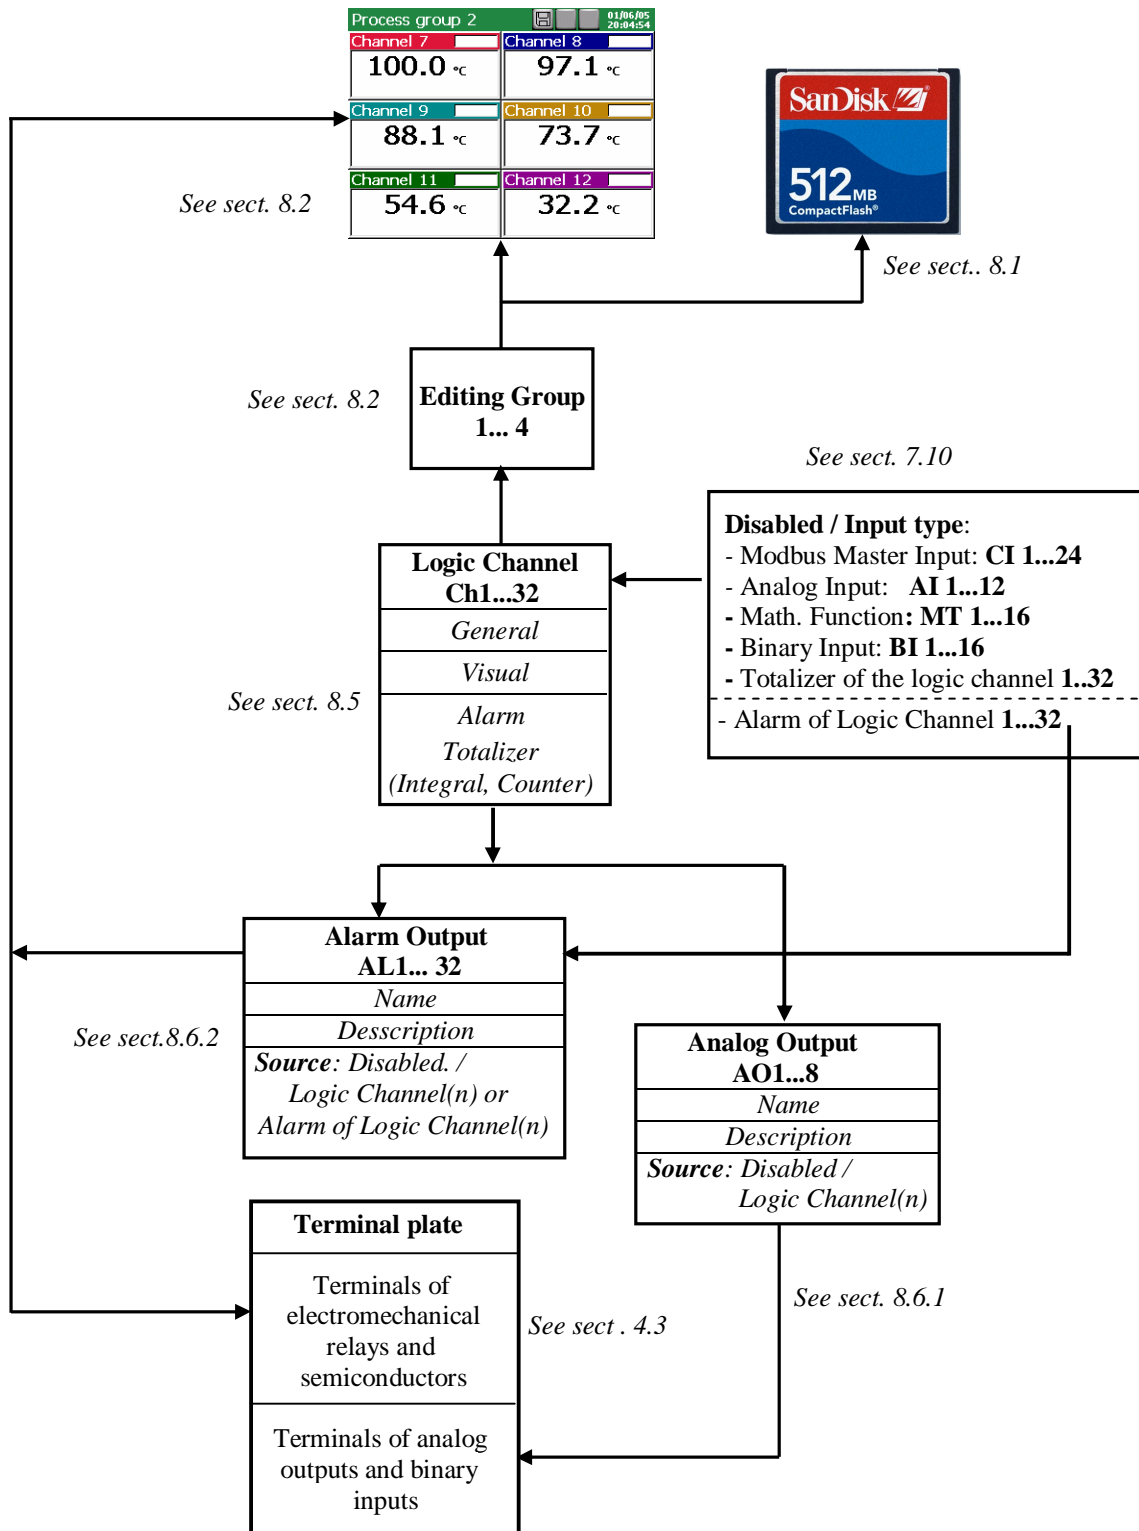 Process group 2
01/06/05
20:04:54
Channel 7
Channel 8
100.0 °C
97.1 °C
Channel 9
Channel 10
88.1 °C
73.7 °C
Channel 11
Channel 12
54.6 °C
32.2 °C
SanDisk®
512MB
CompactFlash®
See sect. 8.2
See sect.. 8.1
Editing Group
1... 4
See sect. 8.2
See sect. 7.10
Disabled / Input type:
- Modbus Master Input: CI 1...24
- Analog Input: AI 1...12
- Math. Function: MT 1...16
- Binary Input: BI 1...16
- Totalizer of the logic channel 1..32
- Alarm of Logic Channel 1...32
Logic Channel
Ch1...32
General
Visual
Alarm
Totalizer
(Integral, Counter)
See sect. 8.5
Alarm Output
AL1... 32
Name
Desscription
Source: Disabled. /
Logic Channel(n) or
Alarm of Logic Channel(n)
See sect.8.6.2
Analog Output
AO1...8
Name
Description
Source: Disabled /
Logic Channel(n)
See sect. 8.6.1
Terminal plate
Terminals of
electromechanical
relays and
semiconductors
See sect . 4.3
Terminals of analog
outputs and binary
inputs